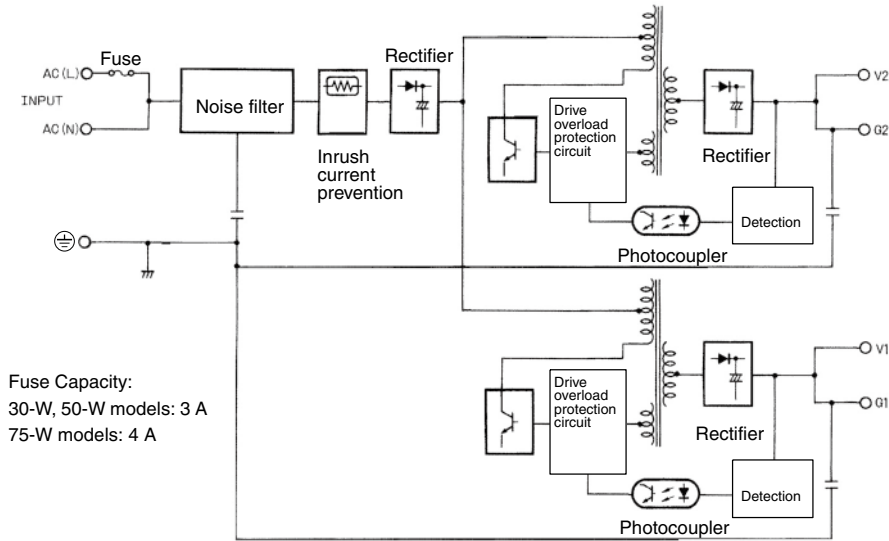 Fuse
AC(L)
INPUT
AC(N)
Noise filter
Inrush
current
prevention
Rectifier
Drive
overload
protection
circuit
Rectifier
V2
G2
Photocoupler
Detection
Fuse Capacity:
30-W, 50-W models: 3 A
75-W models: 4 A
Drive
overload
protection
circuit
Rectifier
V1
G1
Photocoupler
Detection